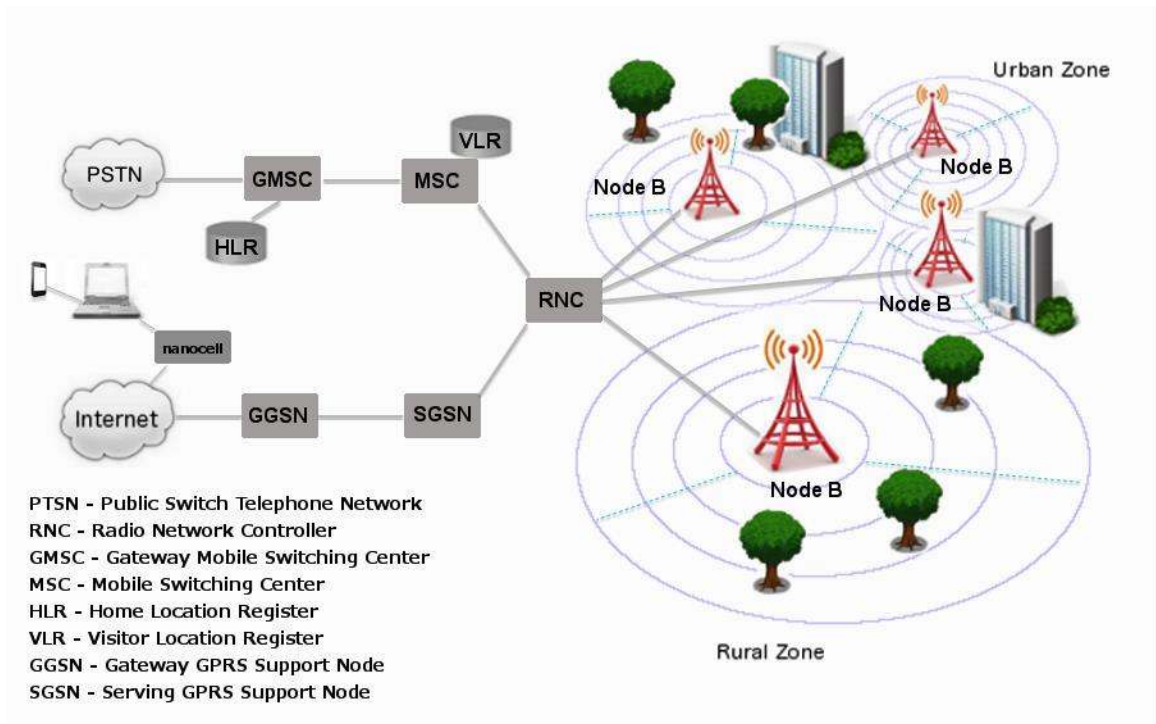 Urban Zone
VLR
PSTN
GMSC
MSC
Node B
Node B
HLR
RNC
Node B
nanocell
Internet
GGSN
SGSN
Node B
PTSN - Public Switch Telephone Network
RNC - Radio Network Controller
GMSC - Gateway Mobile Switching Center
MSC - Mobile Switching Center
HLR - Home Location Register
VLR - Visitor Location Register
GGSN - Gateway GPRS Support Node
SGSN - Serving GPRS Support Node
Rural Zone